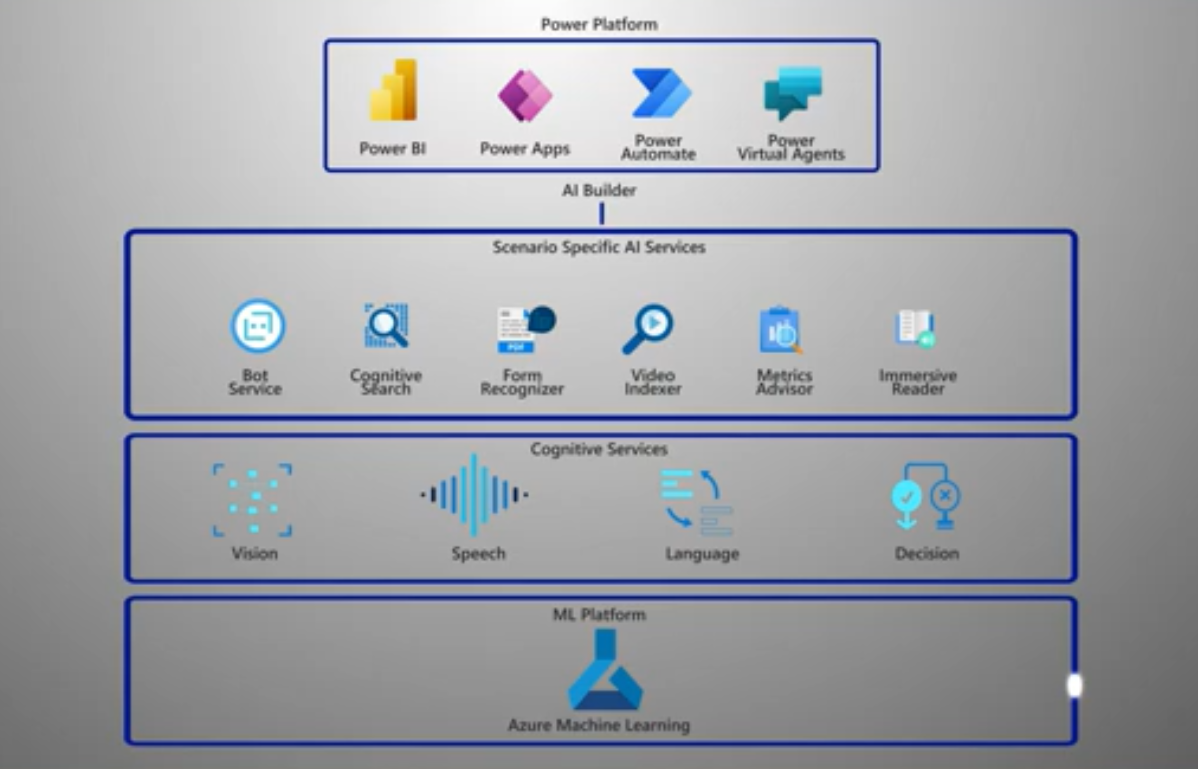 Power Platform
Power BI
Power Apps
Power
Automate
Power
Virtual Agents
AI Builder
Scenario Specific AI Services
Bot
Service
Cognitive
Search
Form
Recognizer
PDF
Video
Indexer
Metrics
Advisor
Immersive
Reader
Cognitive Services
Vision
Speech
Language
Decision
ML Platform
Azure Machine Learning